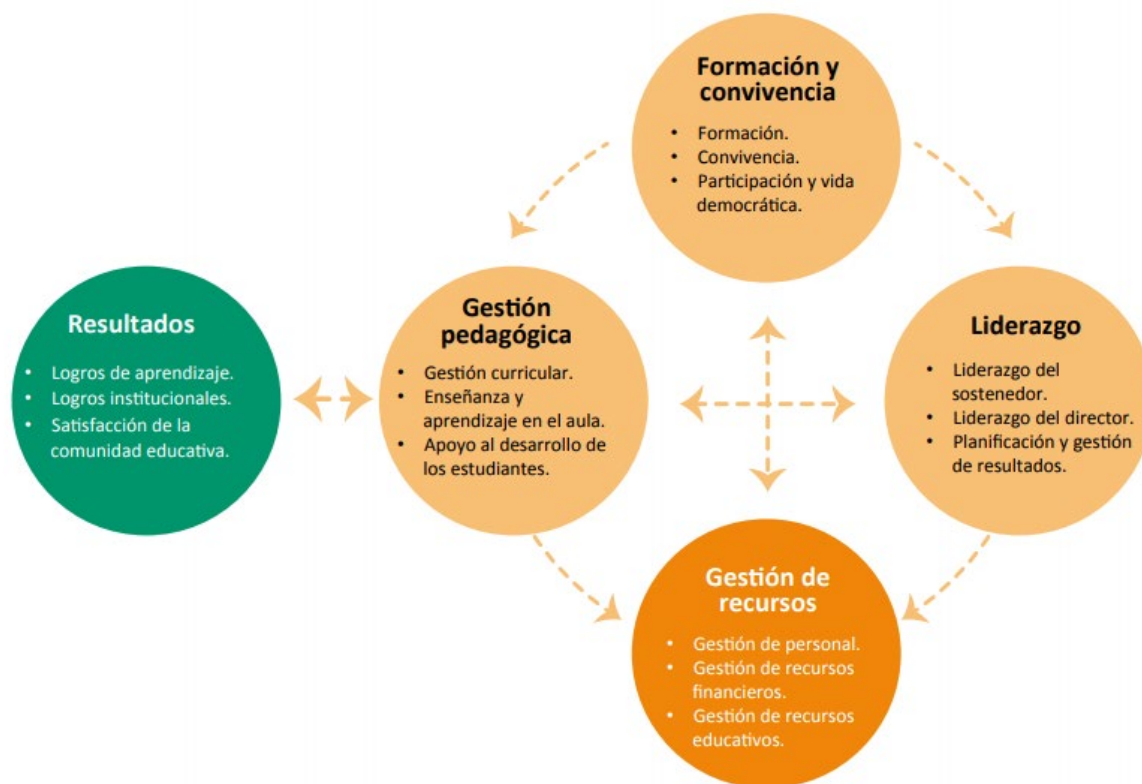 Formación y
convivencia
• Formación.
• Convivencia.
• Participación y vida
democrática.
Resultados
• Logros de aprendizaje.
• Logros institucionales.
• Satisfacción de la
comunidad educativa.
Gestión
pedagógica
• Gestión curricular.
• Enseñanza y
aprendizaje en el aula.
• Apoyo al desarrollo de
los estudiantes.
Liderazgo
• Liderazgo del
sostenedor.
• Liderazgo del director.
• Planificación y gestión
de resultados.
Gestión de
recursos
• Gestión de personal.
• Gestión de recursos
financieros.
• Gestión de recursos
educativos.